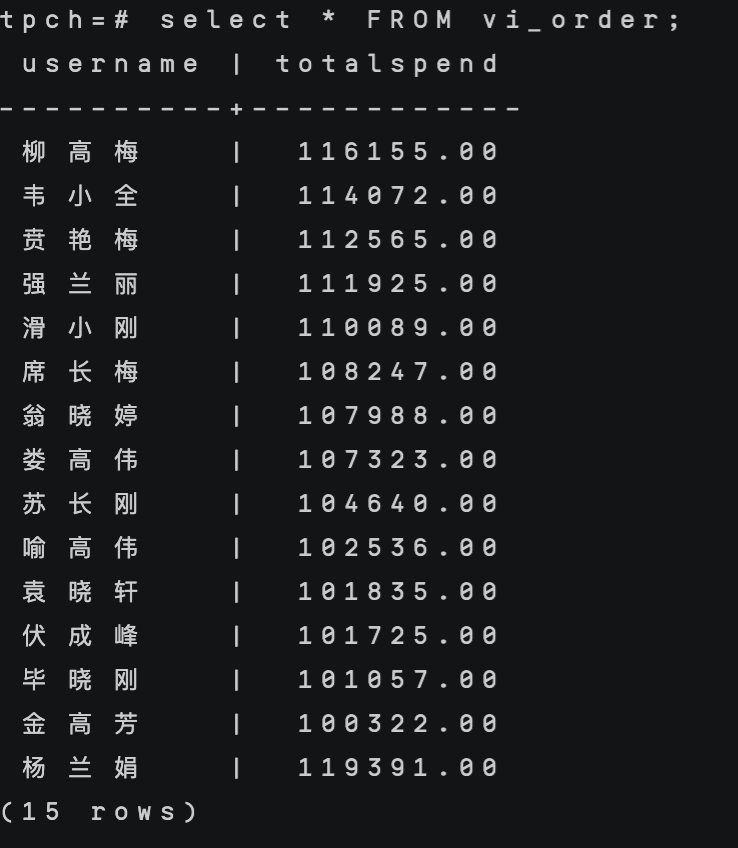 tpch=# select * FROM vi_order;
username | totalspend
----------+------------
柳高梅 | 116155.00
韦小全 | 114072.00
贲艳梅 | 112565.00
强兰丽 | 111925.00
滑小刚 | 110089.00
席长梅 | 108247.00
翁晓婷 | 107988.00
娄高伟 | 107323.00
苏长刚 | 104640.00
喻高伟 | 102536.00
袁晓轩 | 101835.00
伏成峰 | 101725.00
毕晓刚 | 101057.00
金高芳 | 100322.00
杨兰娟 | 119391.00
(15 rows)